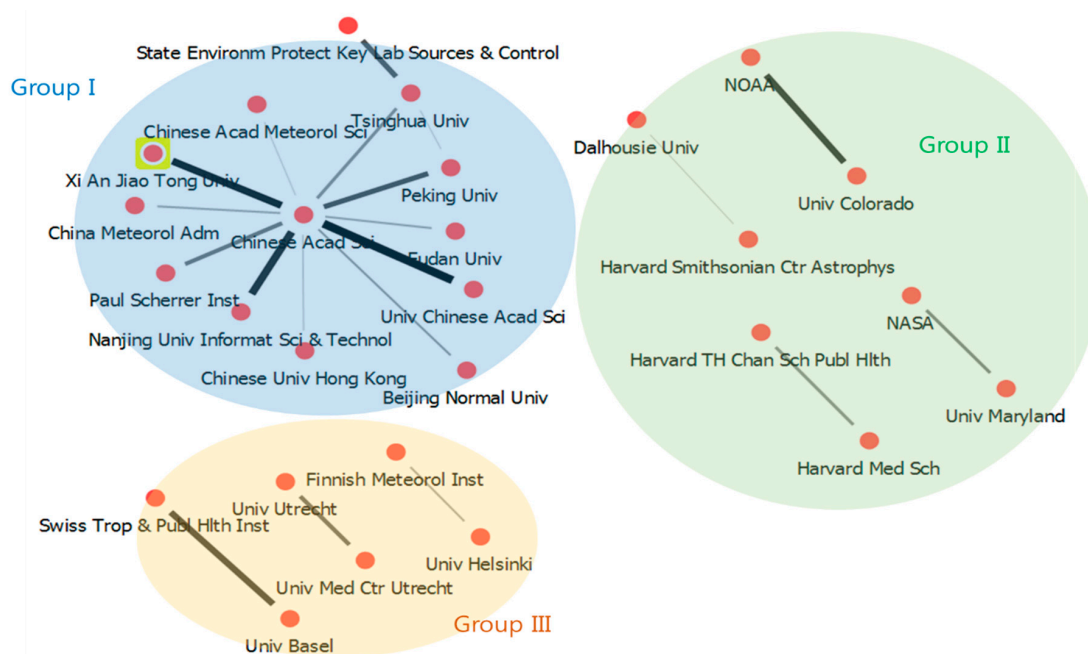 State Environm Protect Key Lab Sources & Control
Group I
Tsinghua Univ
Chinese Acad Meteorol Sci
Xi An Jiao Tong Univ
Peking Univ
China Meteorol Adm
Chinese Acad Sci
Fudan Univ
Paul Scherrer Inst
Univ Chinese Acad Sci
Nanjing Univ Informat Sci & Technol
Chinese Univ Hong Kong
Beijing Normal Univ
NOAA
Dalhousie Univ
Group II
Univ Colorado
Harvard Smithsonian Ctr Astrophys
NASA
Harvard TH Chan Sch Publ Hlth
Univ Maryland
Harvard Med Sch
Finnish Meteorol Inst
Univ Utrecht
Swiss Trop & Publ Hlth Inst
Univ Helsinki
Univ Med Ctr Utrecht
Group III
Univ Basel